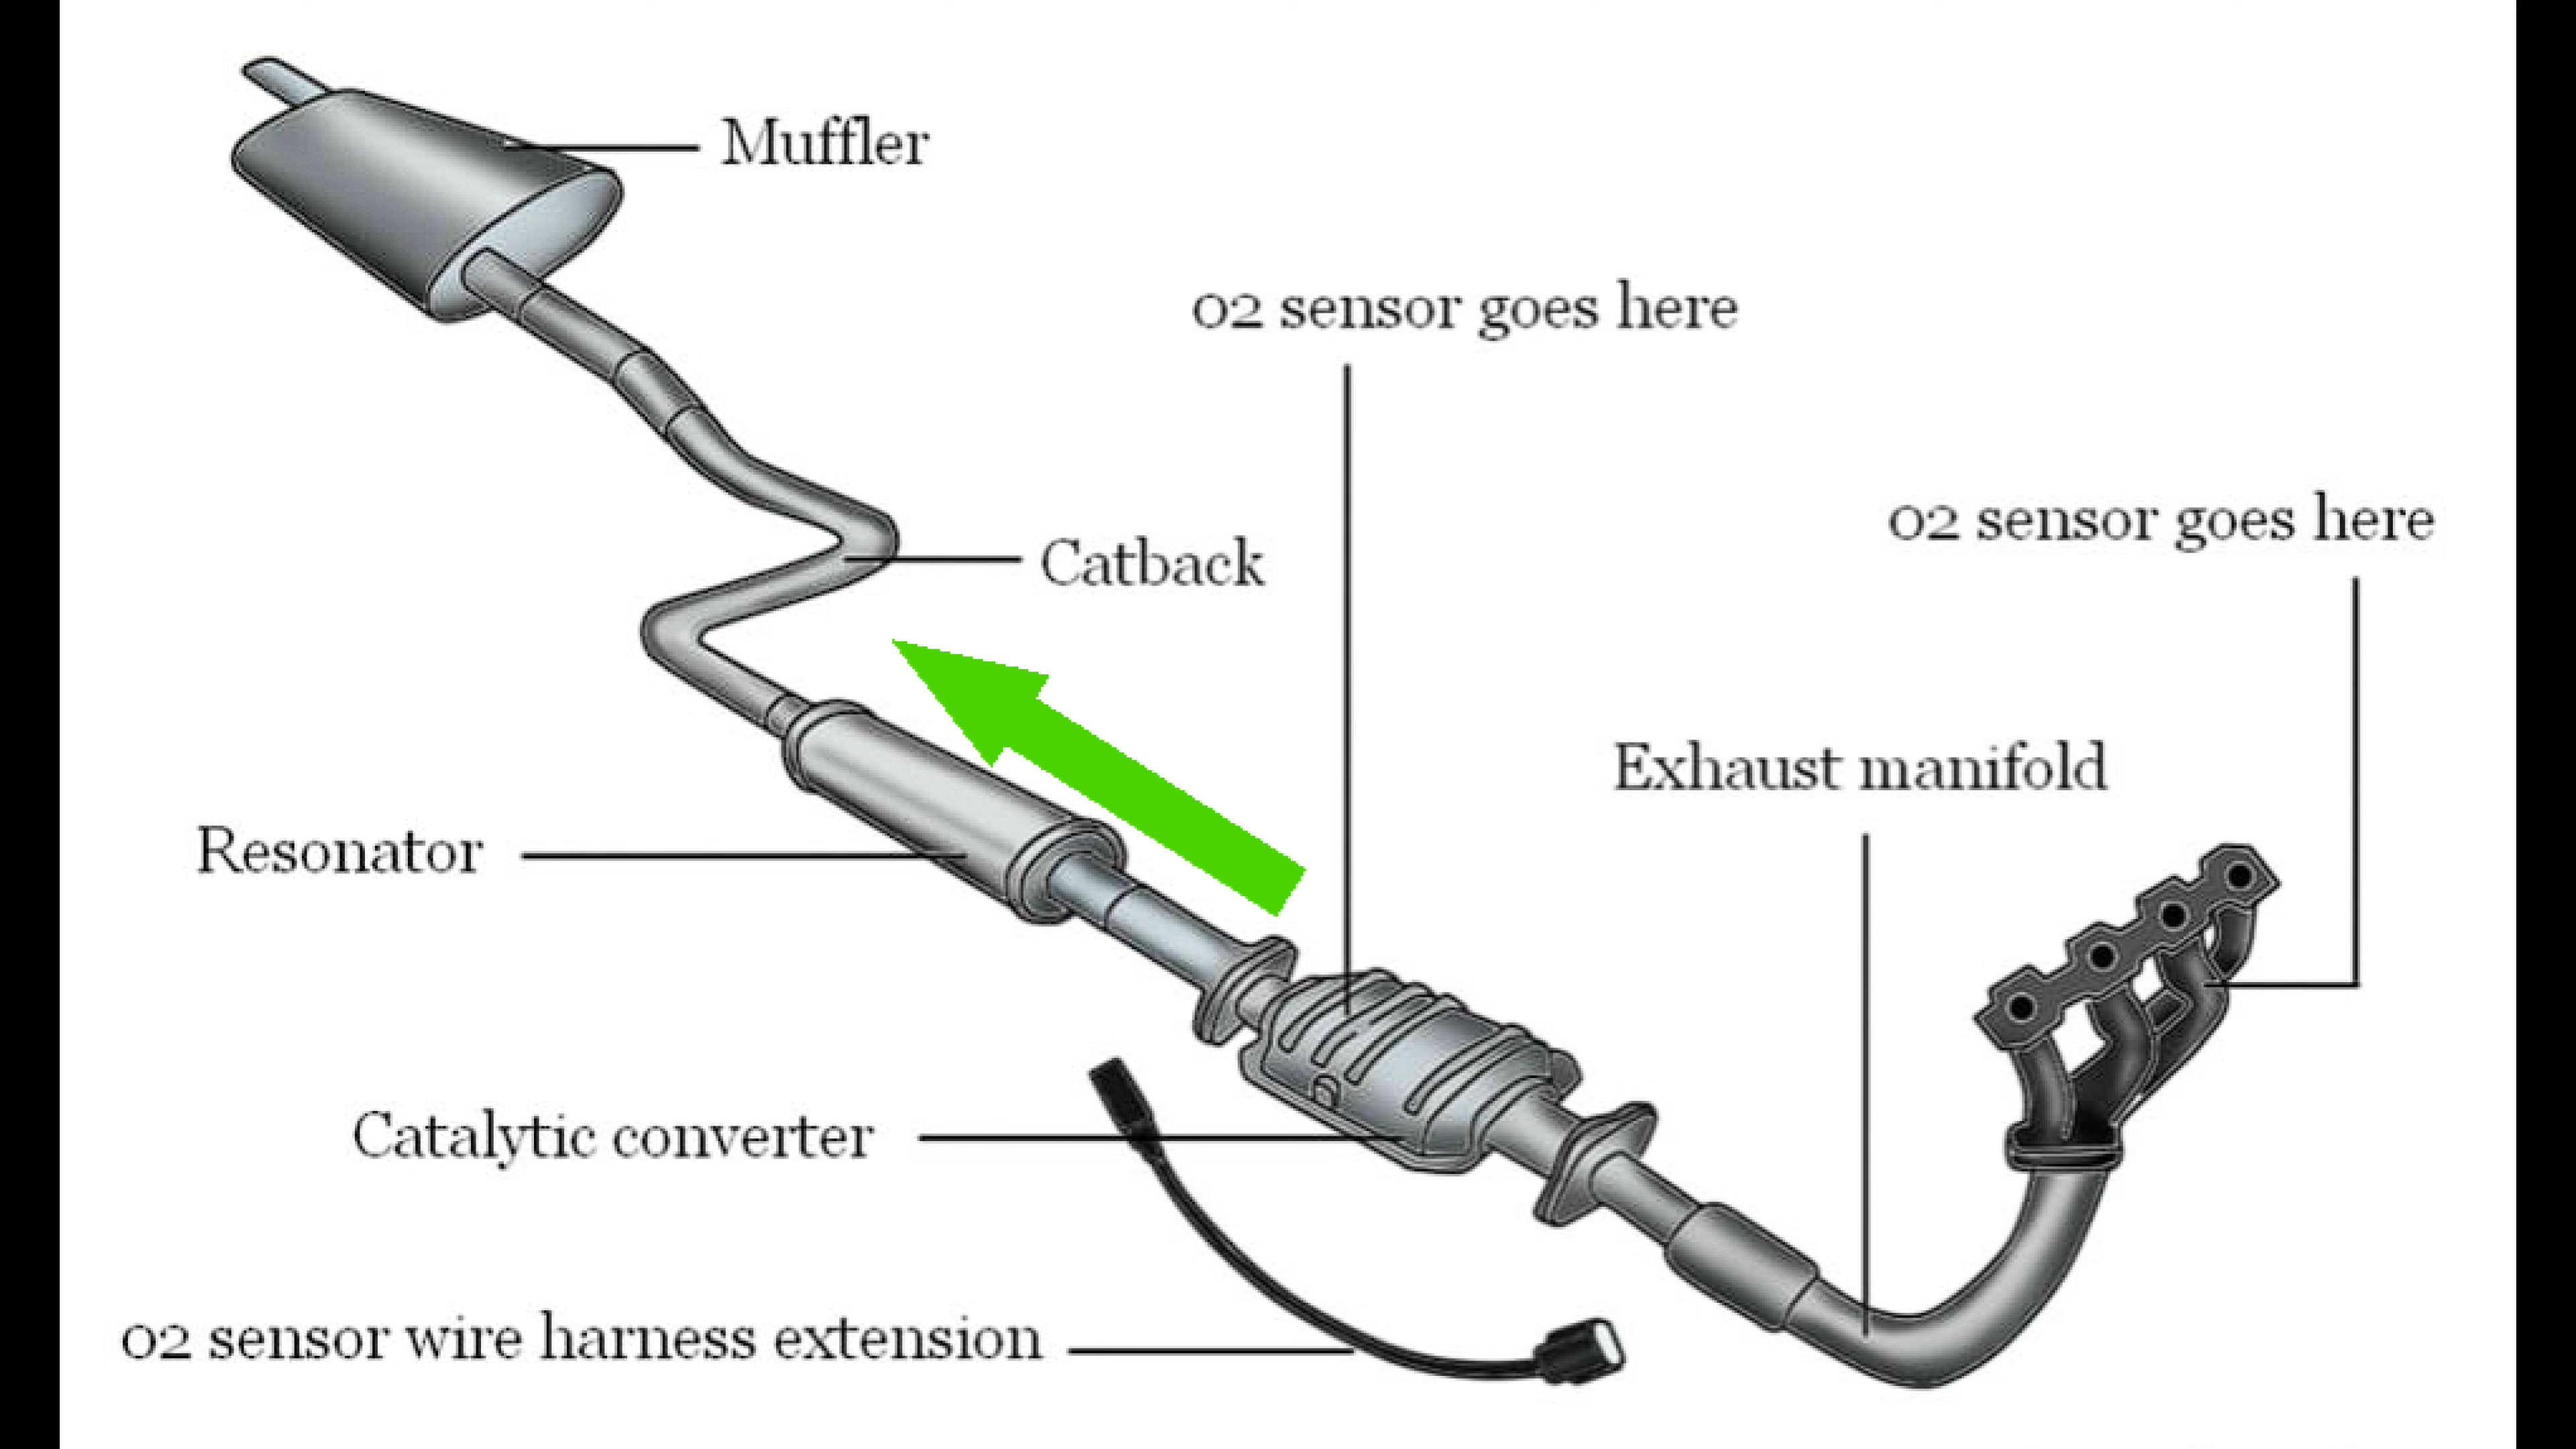 Muffler
o2 sensor goes here
o2 sensor goes here
Catback
Exhaust manifold
Resonator
Catalytic converter
o2 sensor wire harness extension